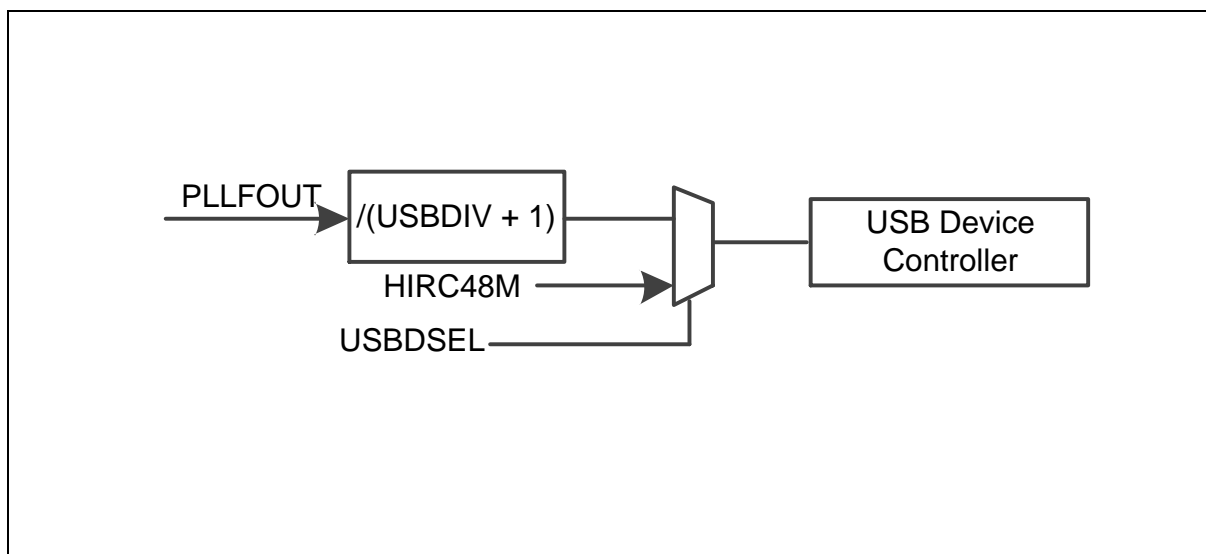 PLLFOUT
/(USBDIV + 1)
USB Device
Controller
HIRC48M
USBDSEL